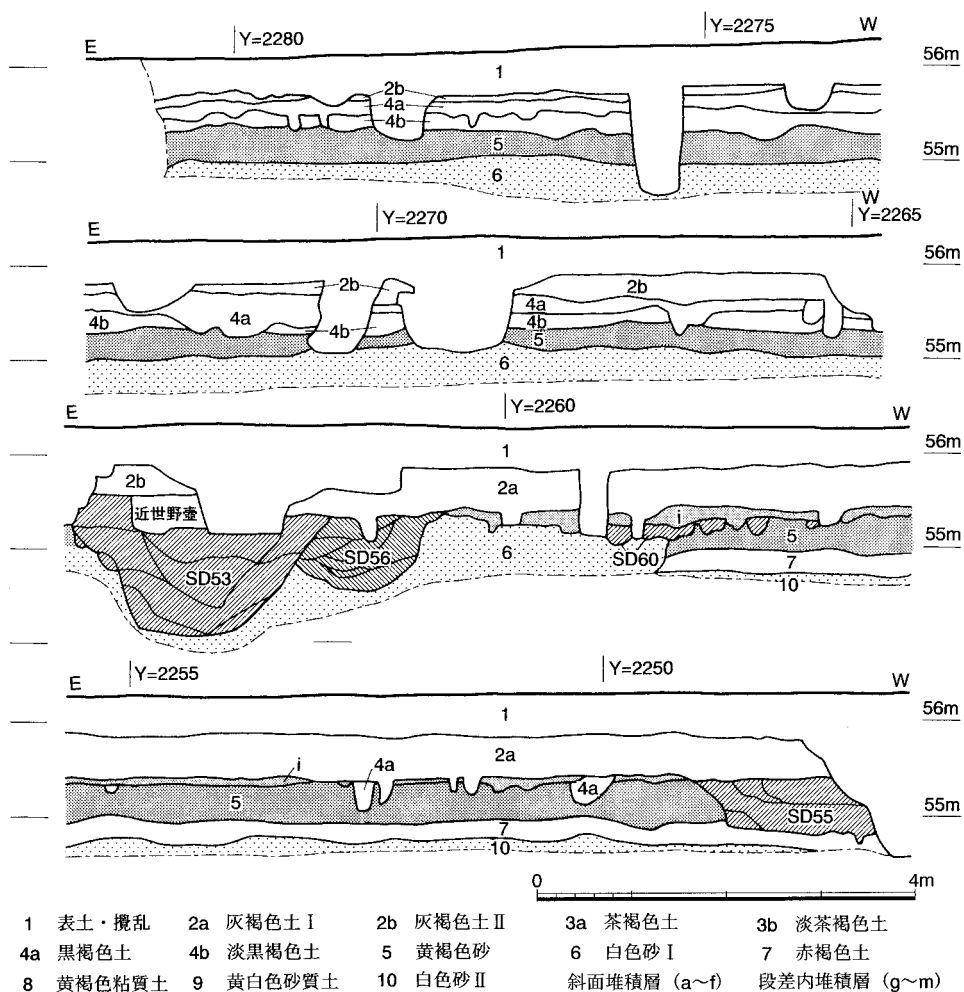 E Y=2280 Y=2275 W
56m
1
2b
4a
4b
5
55m
6
W
E Y=2270 Y=2265
56m
1
2b 2b
4a
4b 4a 4b 4b
5
55m
6
E Y=2260 W
56m
1
2b 2a
近世野壺
i
5
SD53 SD56 6 SD60 55m
7
10
E Y=2255 Y=2250 W
56m
1
i 4a 2a
4a
5
SD55 55m
7
10
0 4m
1 表土・攪乱 2a 灰褐色土Ⅰ 2b 灰褐色土Ⅱ 3a 茶褐色土 3b 淡茶褐色土
4a 黒褐色土 4b 淡黒褐色土 5 黄褐色砂 6 白色砂Ⅰ 7 赤褐色土
8 黄褐色粘質土 9 黄白色砂質土 10 白色砂Ⅱ 斜面堆積層（a～f） 段差内堆積層（g～m）